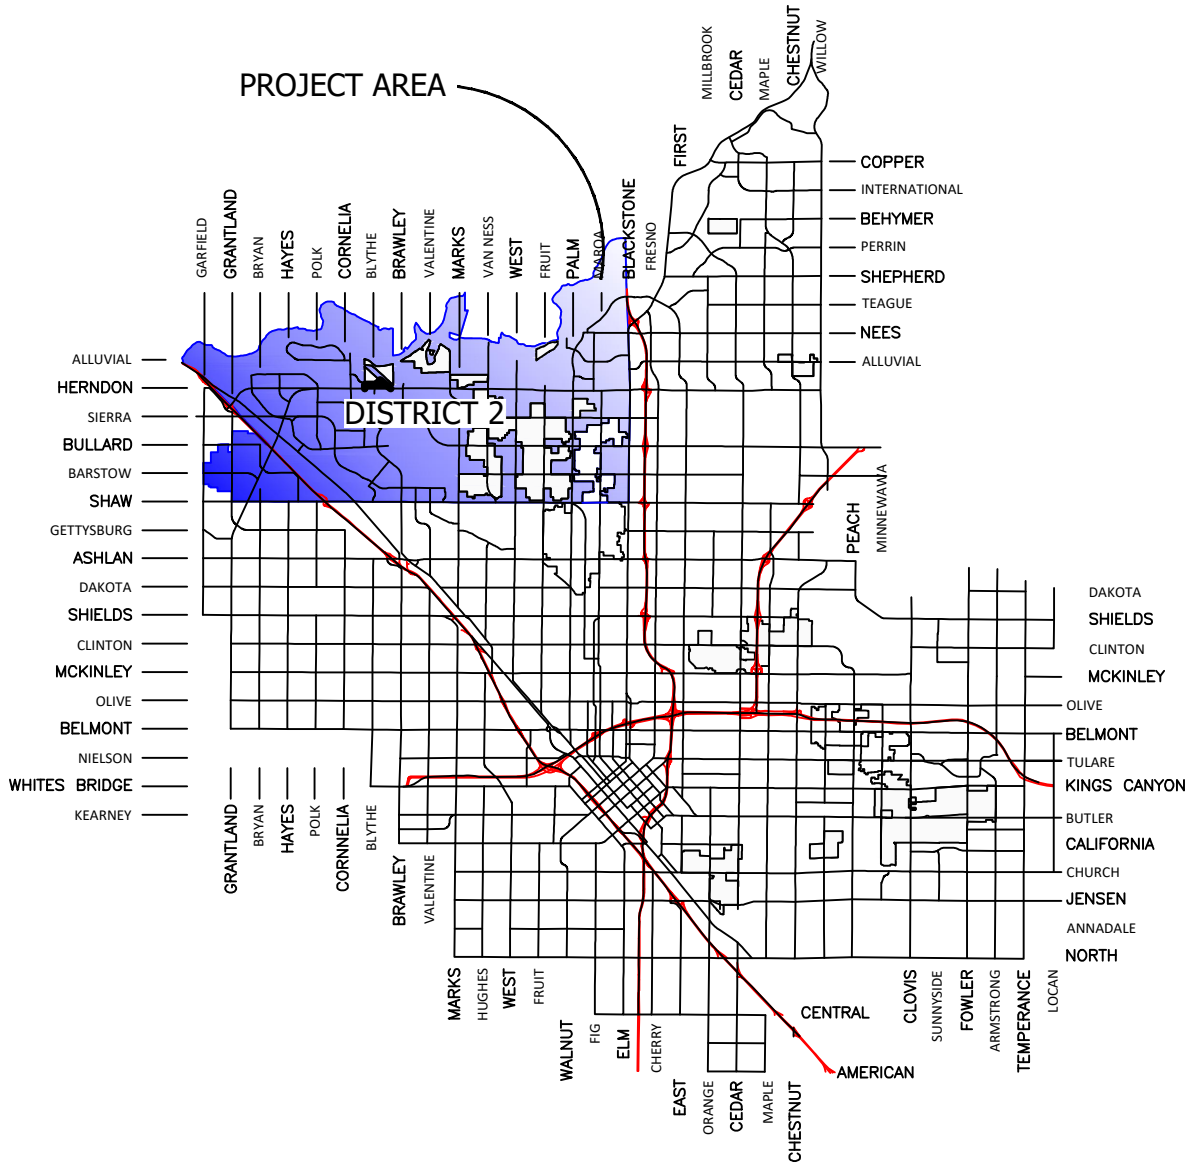 PROJECT AREA
DISTRICT 2
MILLBROOK
CEDAR
MAPLE
CHESTNUT
WILLOW
FIRST
COPPER
INTERNATIONAL
BEHYMER
PERRIN
SHEPHERD
TEAGUE
NEES
ALLUVIAL
GARFIELD
GRANTLAND
BRYAN
HAYES
POLK
CORNELIA
BLYTHE
BRAWLEY
VALENTINE
MARKS
VAN NESS
WEST
FRUIT
PALM
MAROA
BLACKSTONE
FRESNO
ALLUVIAL
HERNDON
SIERRA
BULLARD
BARSTOW
SHAW
GETTYSBURG
ASHLAN
DAKOTA
SHIELDS
CLINTON
MCKINLEY
OLIVE
BELMONT
NIELSON
WHITES BRIDGE
KEARNEY
PEACH
MINNEWAWA
DAKOTA
SHIELDS
CLINTON
MCKINLEY
OLIVE
BELMONT
TULARE
KINGS CANYON
BUTLER
CALIFORNIA
CHURCH
JENSEN
ANNADALE
NORTH
GRANTLAND
BRYAN
HAYES
POLK
CORNNELIA
BLYTHE
BRAWLEY
VALENTINE
MARKS
HUGHES
WEST
FRUIT
WALNUT
FIG
ELM
CHERRY
EAST
ORANGE
CEDAR
MAPLE
CHESTNUT
CENTRAL
AMERICAN
CLOVIS
SUNNYSIDE
FOWLER
ARMSTRONG
TEMPERANCE
LOCAN